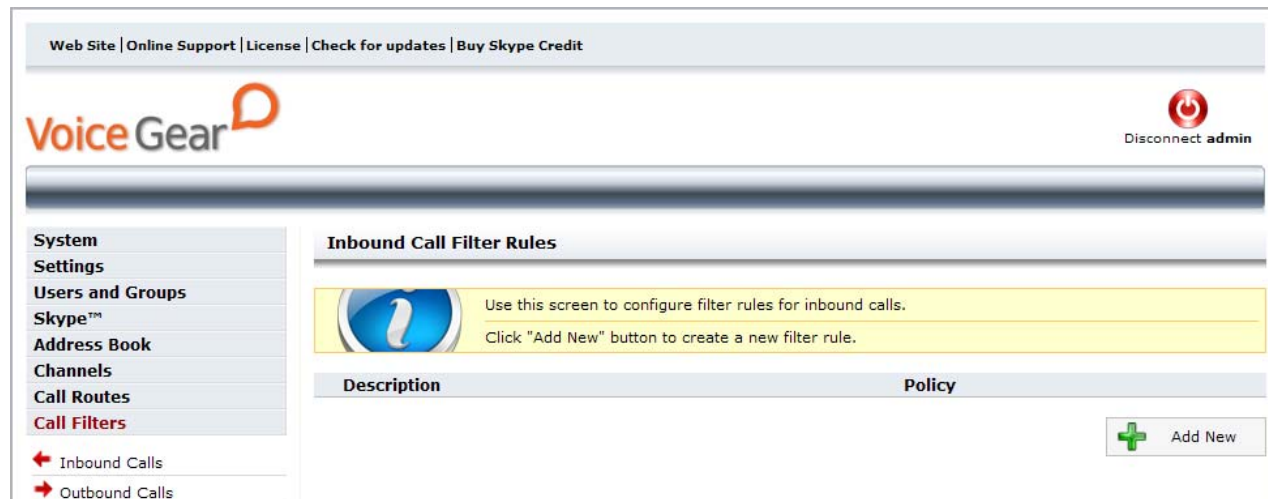 Web Site | Online Support | License | Check for updates | Buy Skype Credit
Voice Gear
Disconnect admin
System
Settings
Users and Groups
Skype™
Address Book
Channels
Call Routes
Call Filters
Inbound Calls
Outbound Calls
Inbound Call Filter Rules
Use this screen to configure filter rules for inbound calls.
Click "Add New" button to create a new filter rule.
Description Policy
Add New